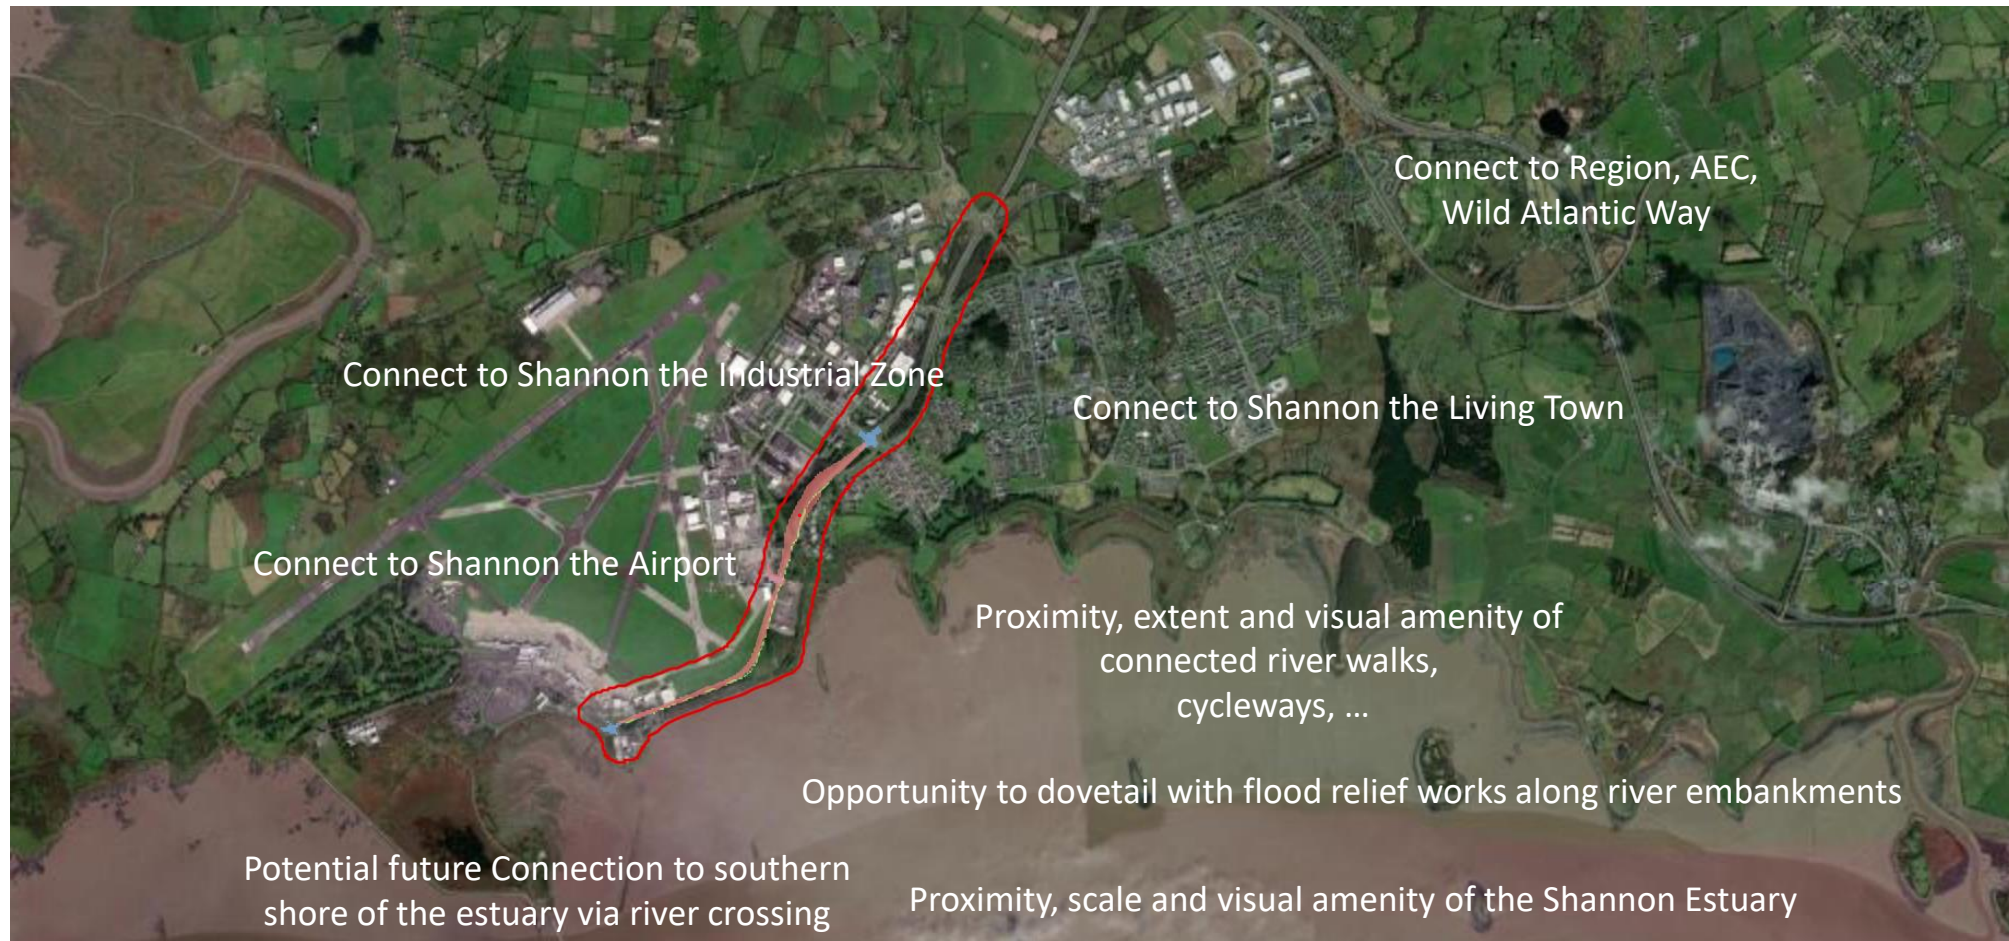 Connect to Region, AEC,
Wild Atlantic Way
Connect to Shannon the Industrial Zone
Connect to Shannon the Living Town
Connect to Shannon the Airport
Proximity, extent and visual amenity of
connected river walks,
cycleways, ...
Opportunity to dovetail with flood relief works along river embankments
Potential future Connection to southern
shore of the estuary via river crossing
Proximity, scale and visual amenity of the Shannon Estuary